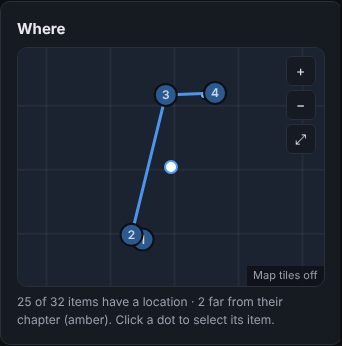 Where
3
4
2
1
+
−
Map tiles off
25 of 32 items have a location · 2 far from their
chapter (amber). Click a dot to select its item.